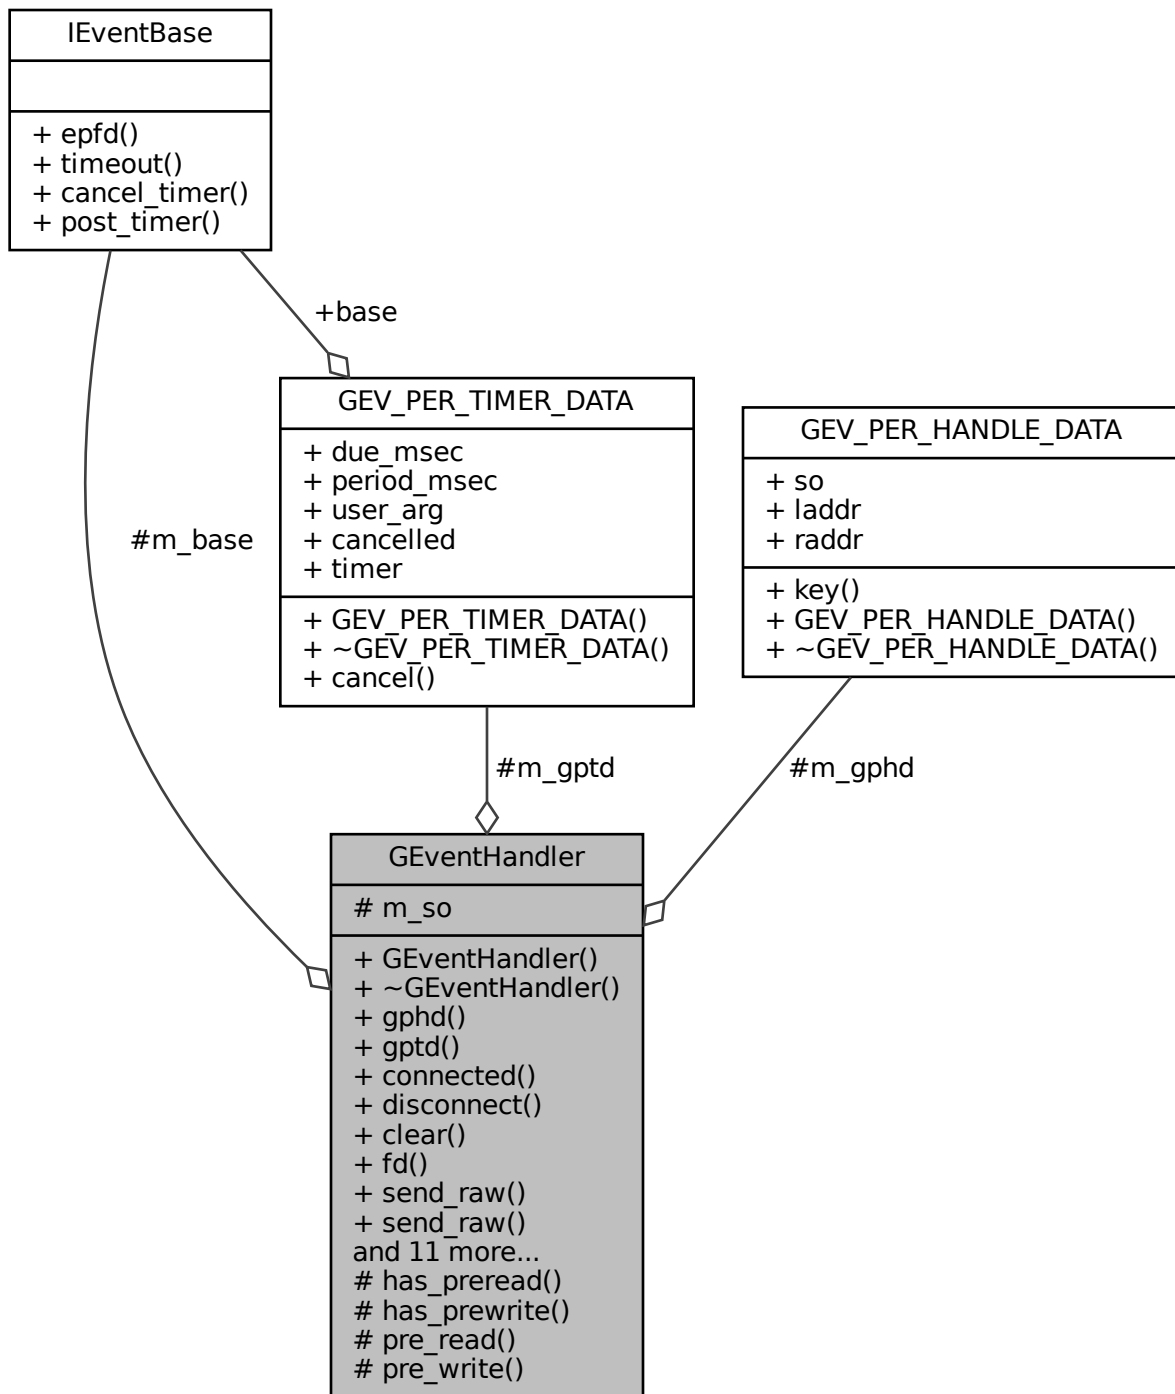 IEventBase
+ epfd()
+ timeout()
+ cancel_timer()
+ post_timer()
+base
#m_base
GEV_PER_TIMER_DATA
+ due_msec
+ period_msec
+ user_arg
+ cancelled
+ timer
+ GEV_PER_TIMER_DATA()
+ ~GEV_PER_TIMER_DATA()
+ cancel()
GEV_PER_HANDLE_DATA
+ so
+ laddr
+ raddr
+ key()
+ GEV_PER_HANDLE_DATA()
+ ~GEV_PER_HANDLE_DATA()
#m_gptd
#m_gphd
GEventHandler
# m_so
+ GEventHandler()
+ ~GEventHandler()
+ gphd()
+ gptd()
+ connected()
+ disconnect()
+ clear()
+ fd()
+ send_raw()
+ send_raw()
and 11 more...
# has_preread()
# has_prewrite()
# pre_read()
# pre_write()